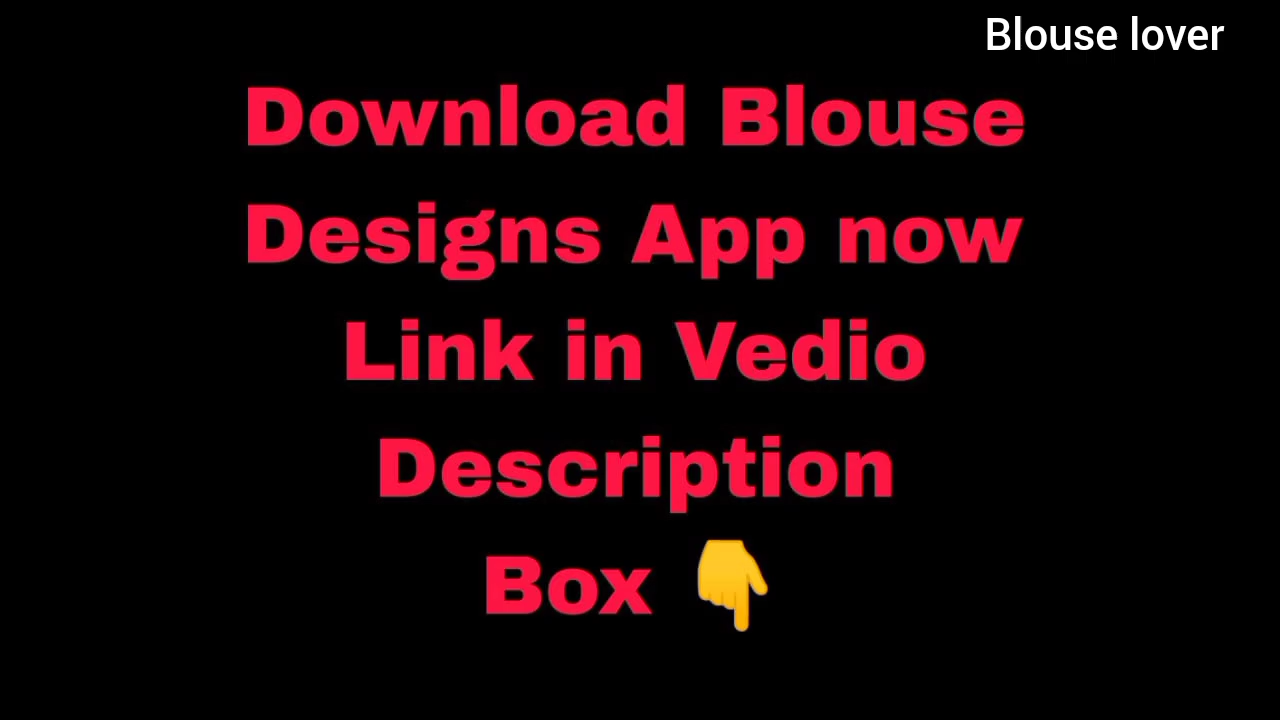 Blouse lover
Download Blouse
Designs App now
Link in Vedio
Description
Box 👇